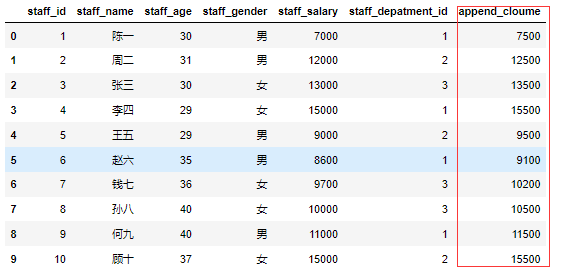 staff_id staff_name staff_age staff_gender staff_salary staff_depatment_id append_cloume
0 1 陈一 30 男 7000 1 7500
1 2 周二 31 男 12000 2 12500
2 3 张三 30 女 13000 3 13500
3 4 李四 29 女 15000 1 15500
4 5 王五 29 男 9000 2 9500
5 6 赵六 35 男 8600 1 9100
6 7 钱七 36 女 9700 3 10200
7 8 孙八 40 女 10000 3 10500
8 9 何九 40 男 11000 1 11500
9 10 顾十 37 女 15000 2 15500